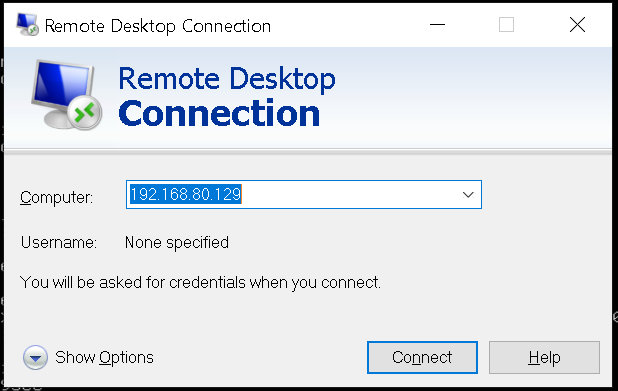 Remote Desktop Connection
Remote Desktop
Connection
Computer:
192.168.80.129
Username:
None specified
You will be asked for credentials when you connect.
Show Options
Connect
Help